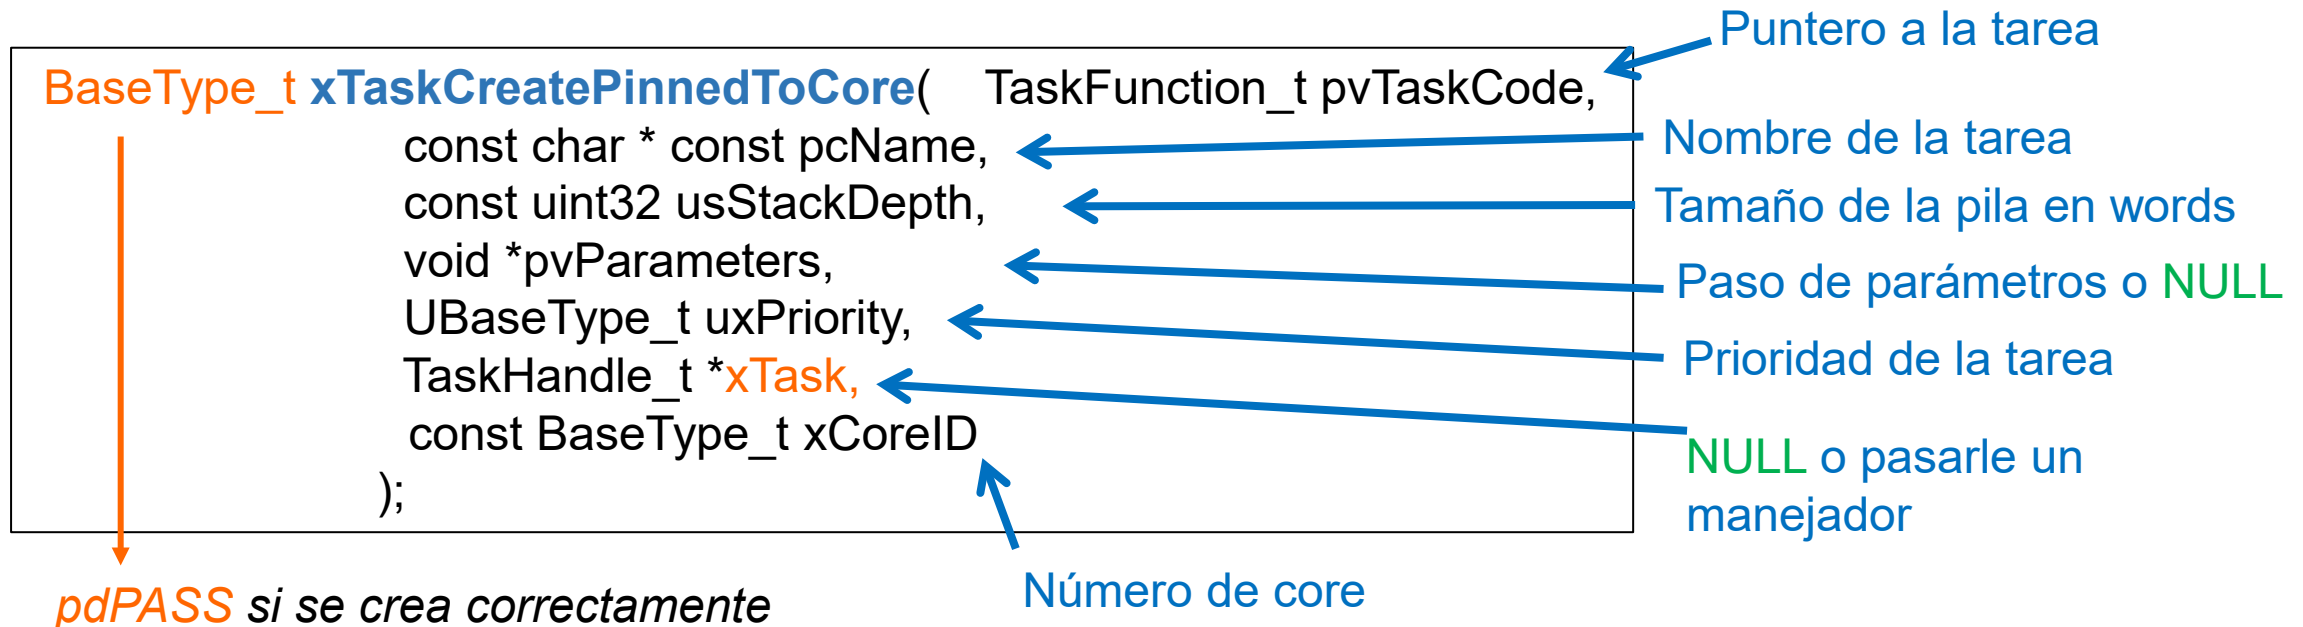 Puntero a la tarea
BaseType_t xTaskCreatePinnedToCore( TaskFunction_t pvTaskCode,
const char * const pcName,
Nombre de la tarea
const uint32 usStackDepth,
Tamaño de la pila en words
void *pvParameters,
Paso de parámetros o NULL
UBaseType_t uxPriority,
Prioridad de la tarea
TaskHandle_t *xTask,
const BaseType_t xCoreID
NULL o pasarle un
manejador
);
Número de core
pdPASS si se crea correctamente